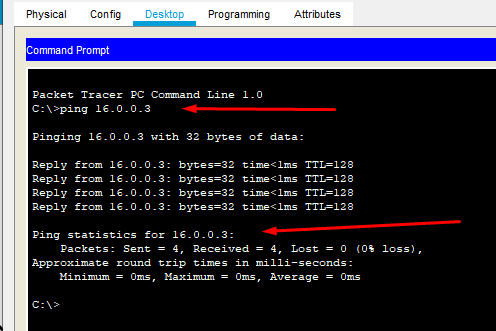 Physical Config Desktop Programming Attributes
Command Prompt
Packet Tracer PC Command Line 1.0
C:\>ping 16.0.0.3
Pinging 16.0.0.3 with 32 bytes of data:
Reply from 16.0.0.3: bytes=32 time<1ms TTL=128
Reply from 16.0.0.3: bytes=32 time<1ms TTL=128
Reply from 16.0.0.3: bytes=32 time<1ms TTL=128
Reply from 16.0.0.3: bytes=32 time<1ms TTL=128
Ping statistics for 16.0.0.3:
Packets: Sent = 4, Received = 4, Lost = 0 (0% loss),
Approximate round trip times in milli-seconds:
Minimum = 0ms, Maximum = 0ms, Average = 0ms
C:\>